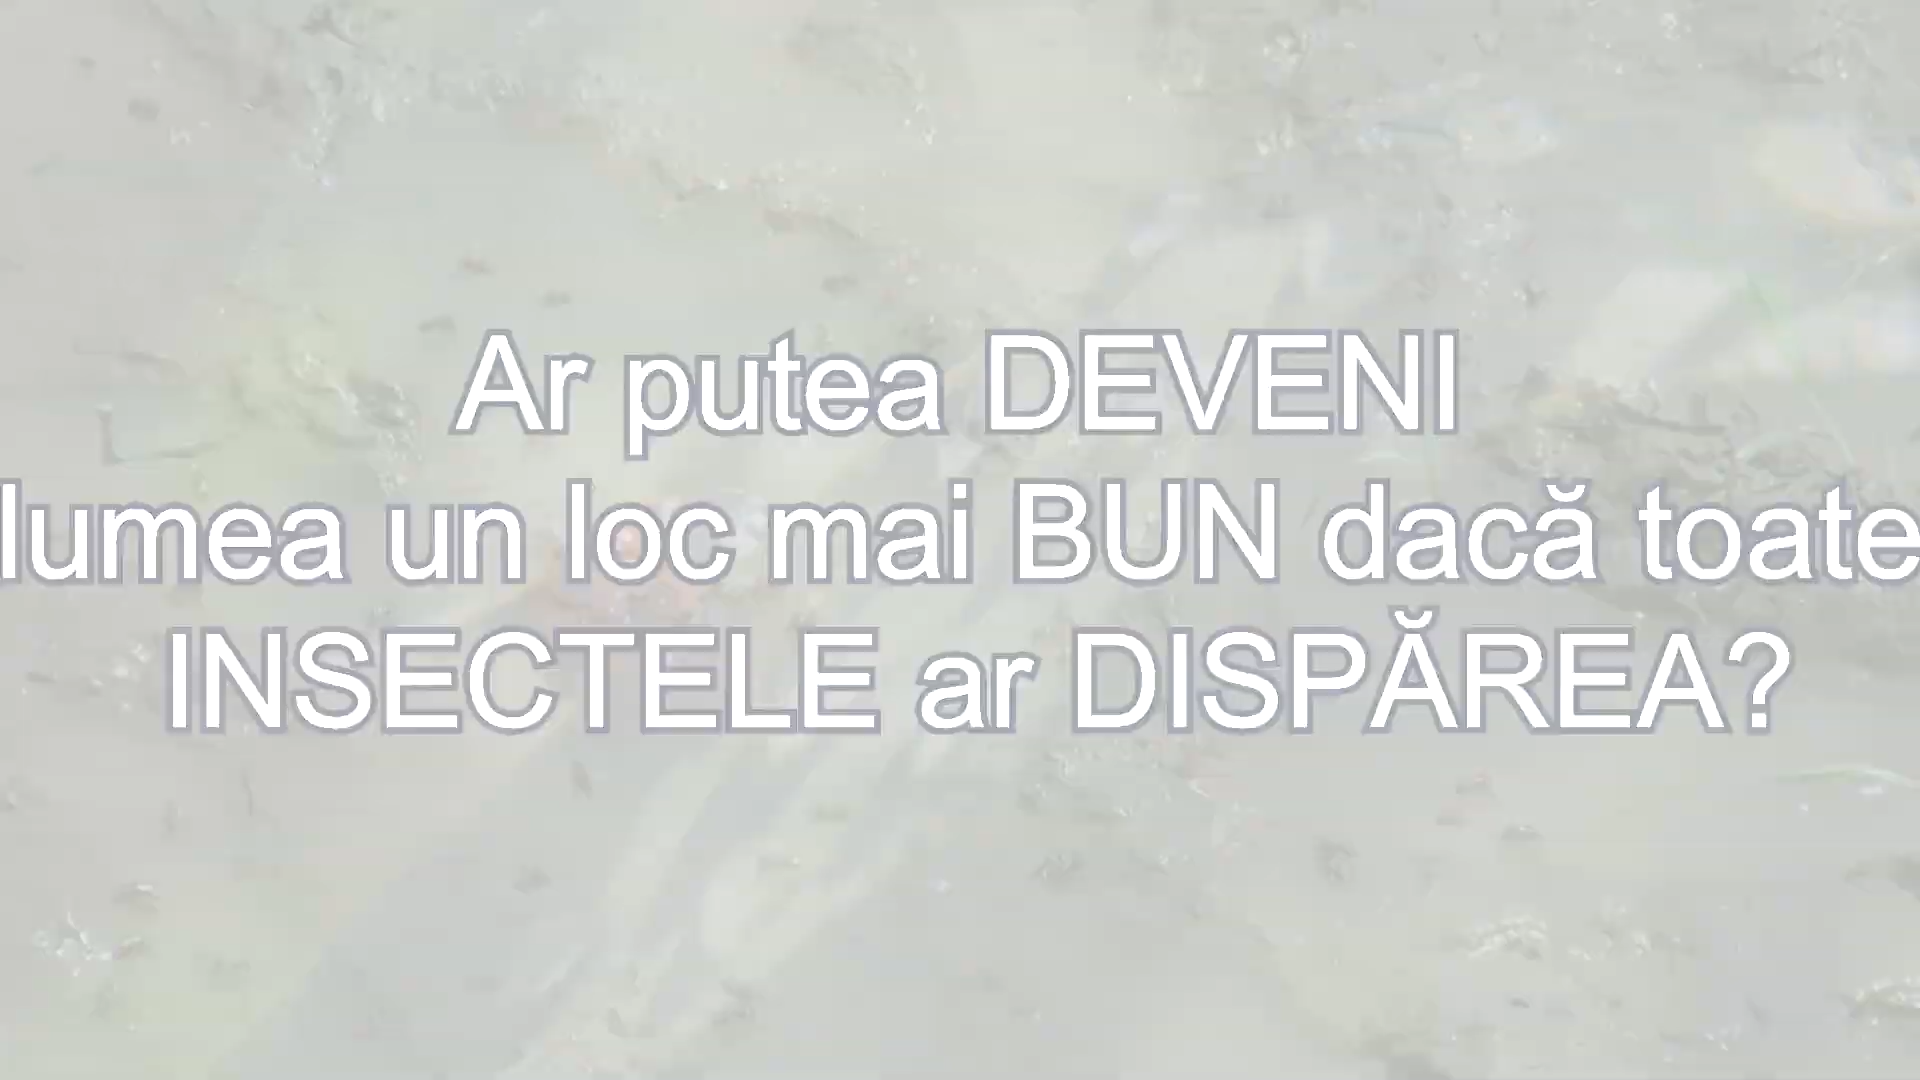 Ar putea DEVENI
lumea un loc mai BUN dacă toate
INSECTELE ar DISPĂREA?